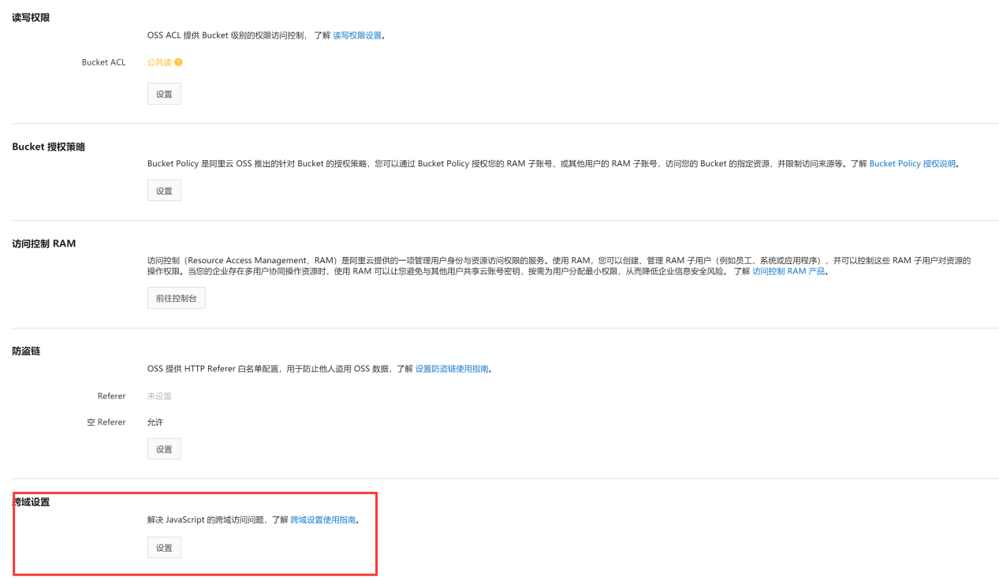 读写权限
OSS ACL 提供 Bucket 级别的权限访问控制， 了解 读写权限设置。
Bucket ACL 公共读
设置
Bucket 授权策略
Bucket Policy 是阿里云 OSS 推出的针对 Bucket 的授权策略，您可以通过 Bucket Policy 授权您的 RAM 子账号，或其他用户的 RAM 子账号，访问您的 Bucket 的指定资源，并限制访问来源等。了解 Bucket Policy 授权说明。
设置
访问控制 RAM
访问控制（Resource Access Management，RAM）是阿里云提供的一项管理用户身份与资源访问权限的服务。使用 RAM，您可以创建、管理 RAM 子用户（例如员工、系统或应用程序），并可以控制这些 RAM 子用户对资源的
操作权限。当您的企业存在多用户协同操作资源时，使用 RAM 可以让您避免与其他用户共享云账号密钥，按需为用户分配最小权限，从而降低企业信息安全风险。 了解 访问控制 RAM 产品。
前往控制台
防盗链
OSS 提供 HTTP Referer 白名单配置，用于防止他人盗用 OSS 数据，了解 设置防盗链使用指南。
Referer 未设置
空 Referer 允许
设置
跨域设置
解决 JavaScript 的跨域访问问题，了解 跨域设置使用指南。
设置